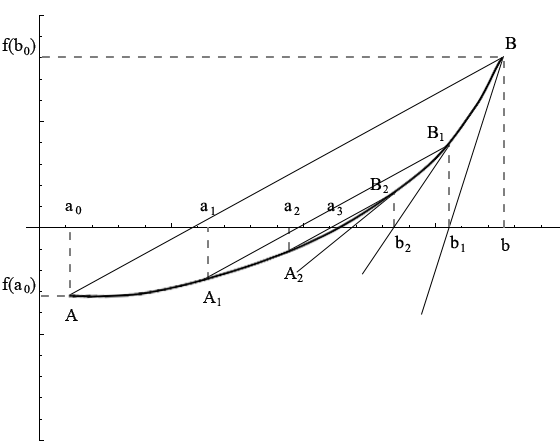 B
f(b₀)
B₁
B₂
a₀
a₁
a₂
a₃
b₂
b₁
b
A₂
f(a₀)
A₁
A